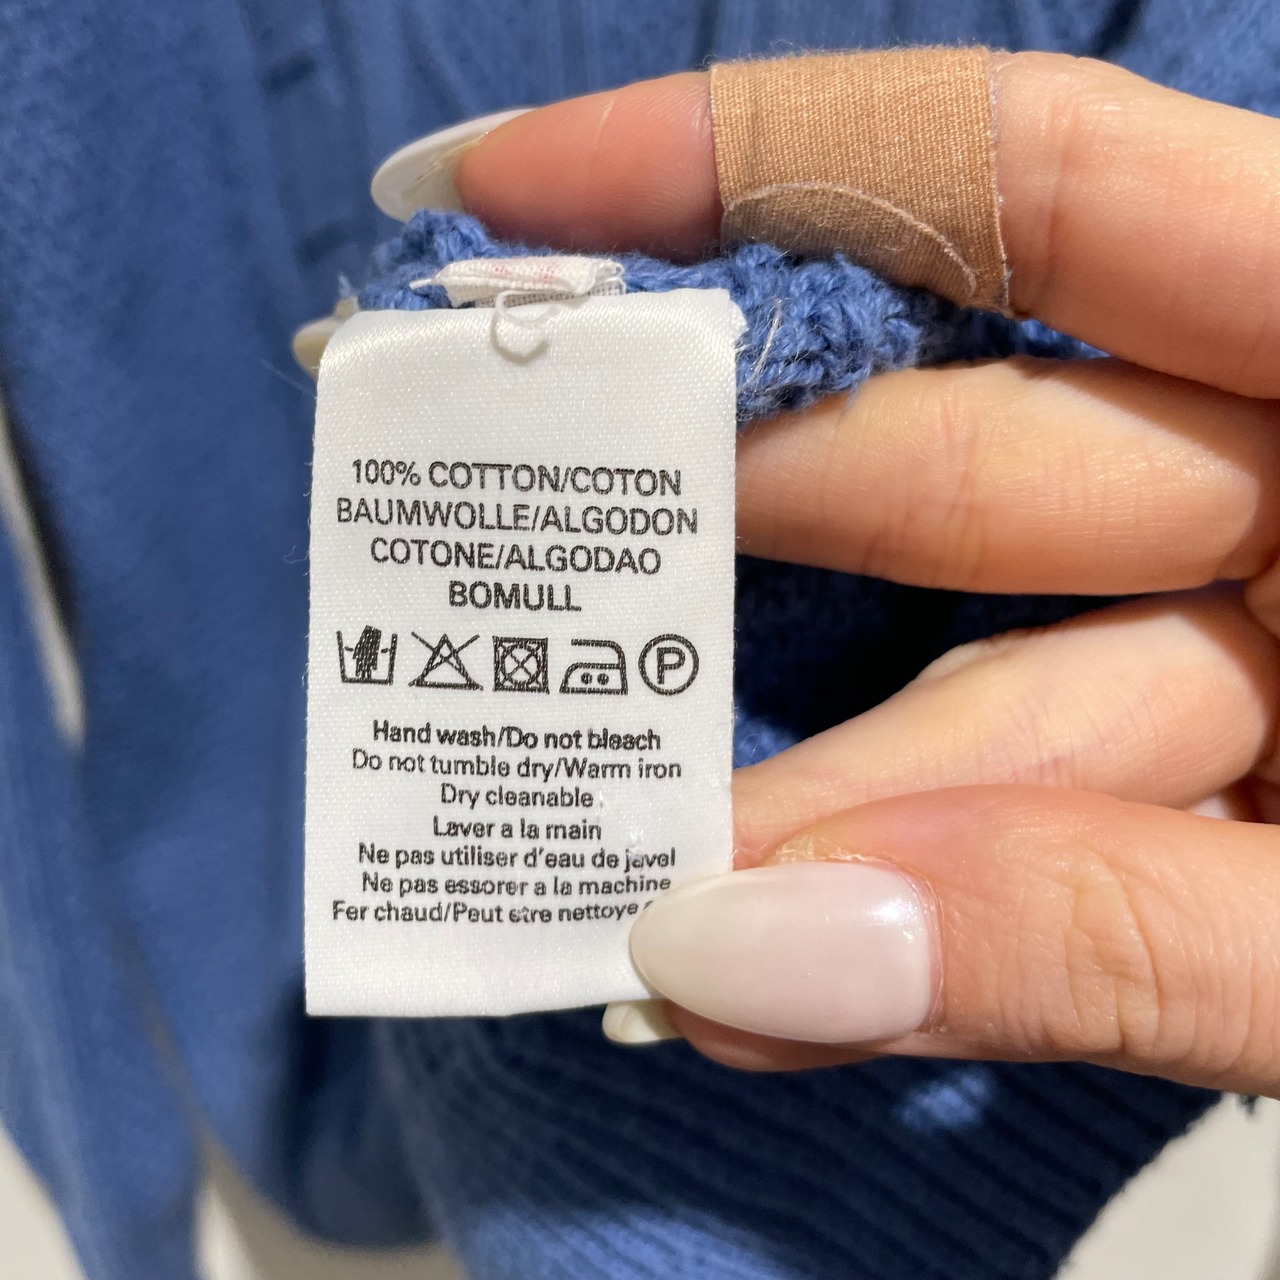 100% COTTON/COTON
BAUMWOLLE/ALGODON
COTONE/ALGODAO
BOMULL
P
Hand wash/Do not bleach
Do not tumble dry/Warm iron
Dry cleanable
Laver a la main
Ne pas utiliser d'eau de javel
Ne pas essorer a la machine
Fer chaud/Peut etre nettoye